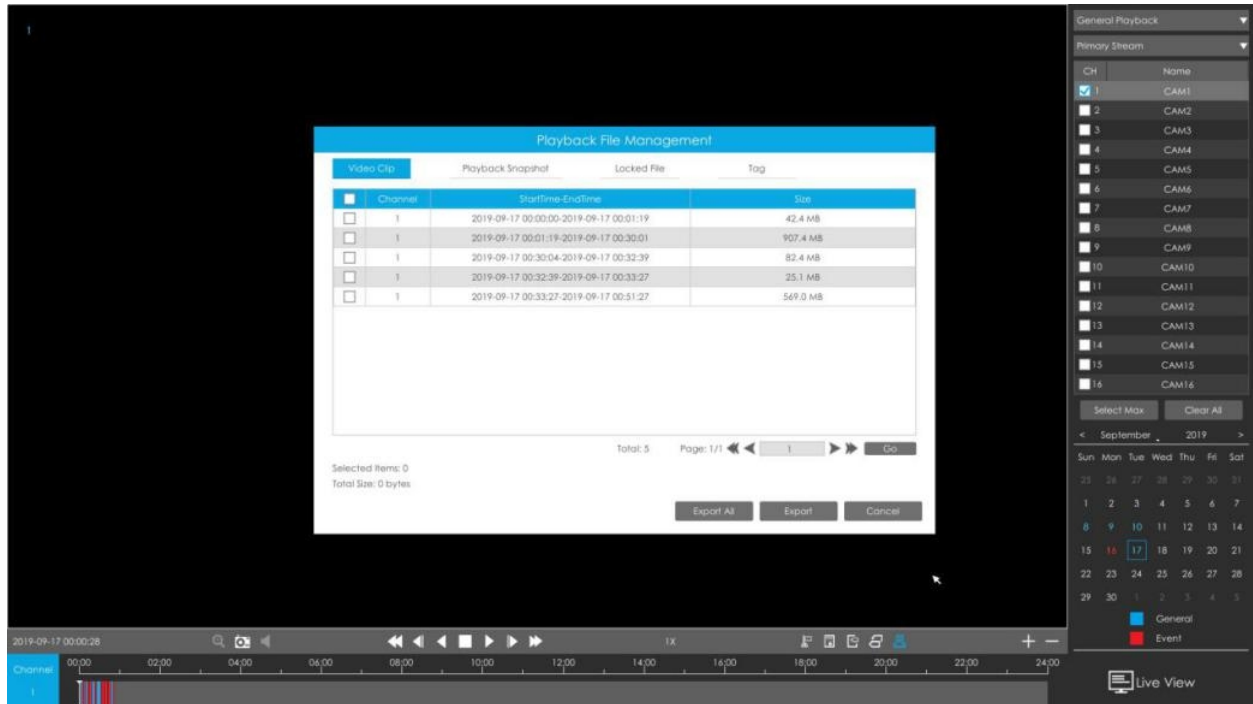 1
General Playback
Primary Stream
CH Name
1 CAM1
2 CAM2
3 CAM3
4 CAM4
5 CAM5
6 CAM6
7 CAM7
8 CAM8
9 CAM9
10 CAM10
11 CAM11
12 CAM12
13 CAM13
14 CAM14
15 CAM15
16 CAM16
Select Max Clear All
< September 2019 >
Sun Mon Tue Wed Thu Fri Sat
25 26 27 28 29 30 31
1 2 3 4 5 6 7
8 9 10 11 12 13 14
15 16 17 18 19 20 21
22 23 24 25 26 27 28
29 30 1 2 3 4 5
General
Event
Live View
Playback File Management
Video Clip Playback Snapshot Locked File Tag
Channel StartTime-EndTime Size
1 2019-09-17 00:00:00-2019-09-17 00:01:19 42.4 MB
1 2019-09-17 00:01:19-2019-09-17 00:30:01 907.4 MB
1 2019-09-17 00:30:04-2019-09-17 00:32:39 82.4 MB
1 2019-09-17 00:32:39-2019-09-17 00:33:27 25.1 MB
1 2019-09-17 00:33:27-2019-09-17 00:51:27 569.0 MB
Total: 5 Page: 1/1 1 Go
Selected Items: 0
Total Size: 0 bytes
Export All Export Cancel
2019-09-17 00:00:28 1X
Channel 00:00 02:00 04:00 06:00 08:00 10:00 12:00 14:00 16:00 18:00 20:00 22:00 24:00
1